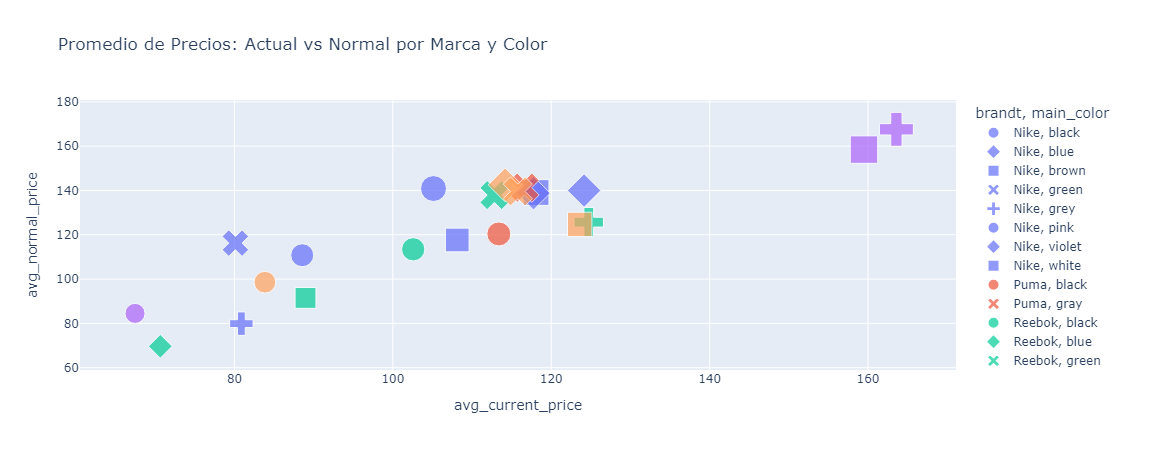 Promedio de Precios: Actual vs Normal por Marca y Color
180
160
140
120
100
80
60
avg_normal_price
80
100
120
140
160
avg_current_price
brandt, main_color
Nike, black
Nike, blue
Nike, brown
Nike, green
Nike, grey
Nike, pink
Nike, violet
Nike, white
Puma, black
Puma, gray
Reebok, black
Reebok, blue
Reebok, green